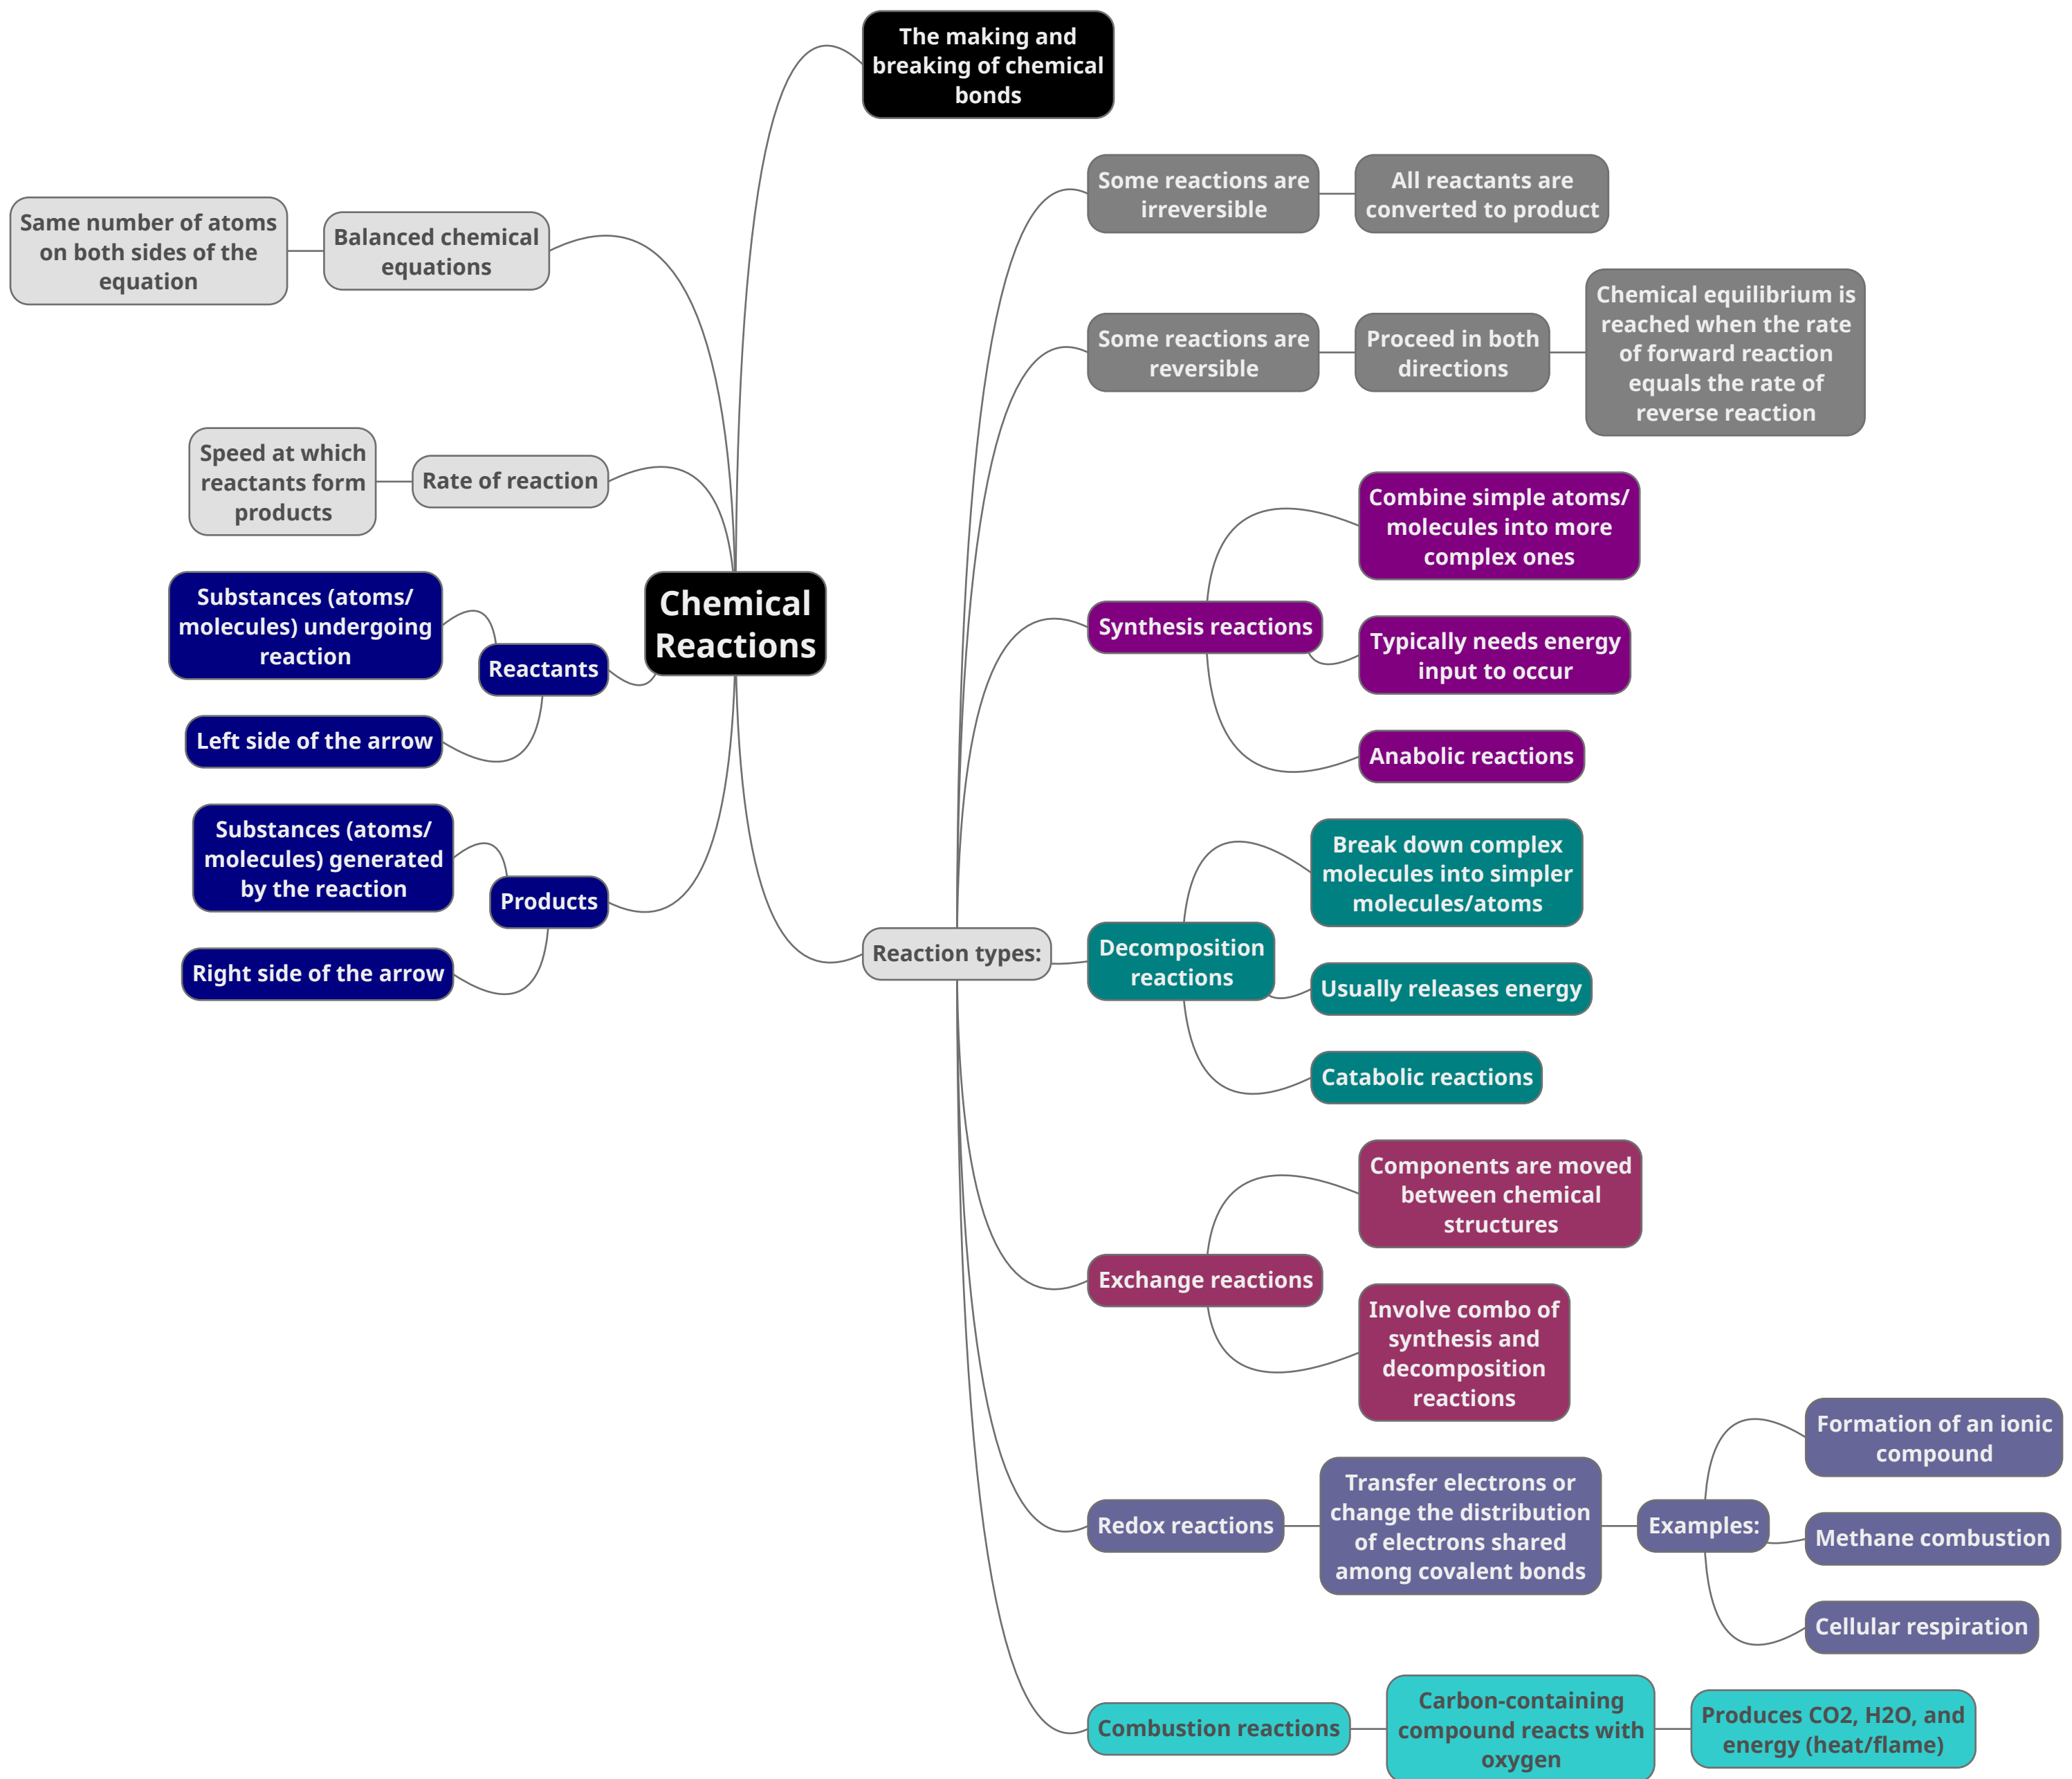 The making and
breaking of chemical
bonds
Same number of atoms
on both sides of the
equation
Balanced chemical
equations
Speed at which
reactants form
products
Rate of reaction
Substances (atoms/
molecules) undergoing
reaction
Reactants
Left side of the arrow
Substances (atoms/
molecules) generated
by the reaction
Products
Right side of the arrow
Chemical
Reactions
Reaction types:
Some reactions are
irreversible
All reactants are
converted to product
Some reactions are
reversible
Proceed in both
directions
Chemical equilibrium is
reached when the rate
of forward reaction
equals the rate of
reverse reaction
Synthesis reactions
Combine simple atoms/
molecules into more
complex ones
Typically needs energy
input to occur
Anabolic reactions
Decomposition
reactions
Break down complex
molecules into simpler
molecules/atoms
Usually releases energy
Catabolic reactions
Exchange reactions
Components are moved
between chemical
structures
Involve combo of
synthesis and
decomposition
reactions
Redox reactions
Transfer electrons or
change the distribution
of electrons shared
among covalent bonds
Examples:
Formation of an ionic
compound
Methane combustion
Cellular respiration
Combustion reactions
Carbon-containing
compound reacts with
oxygen
Produces CO2, H2O, and
energy (heat/flame)